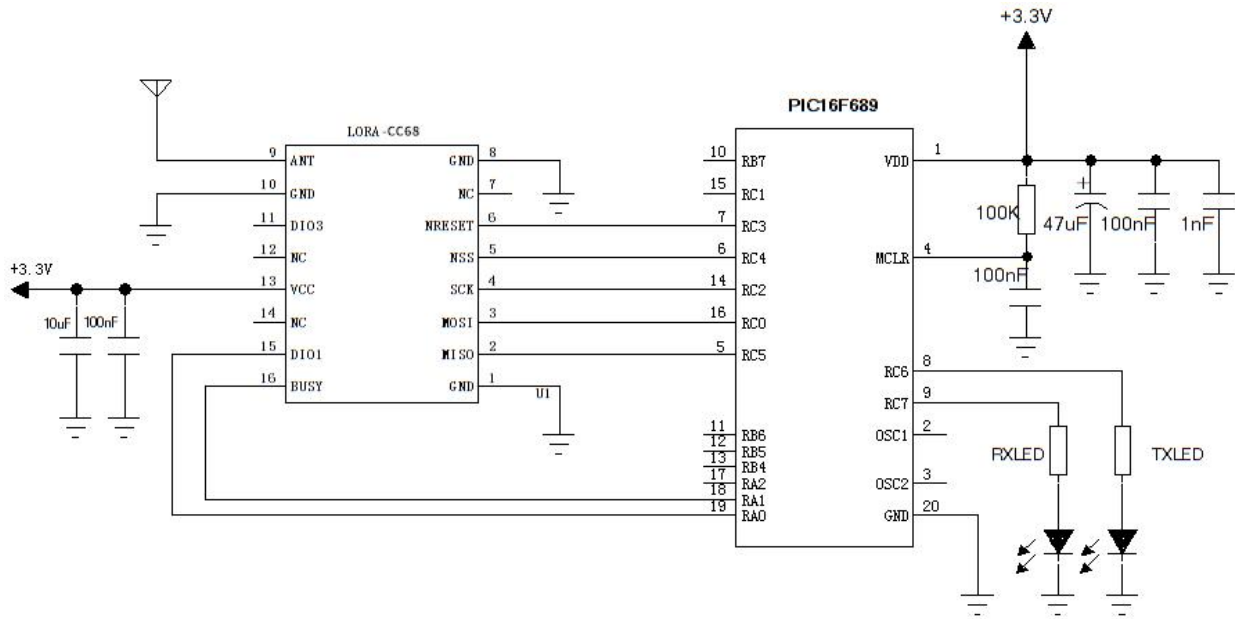 +3.3V
PIC16F689
LORA-CC68
9 ANT GND 8
10 GND NC 7
11 DIO3 NRESET 6
12 NC NSS 5
13 VCC SCK 4
14 NC MOSI 3
15 DIO1 MISO 2
16 BUSY GND 1
U1
+3.3V
10uF 100nF
10 RB7 VDD 1
15 RC1
7 RC3
6 RC4 MCLR 4
14 RC2
16 RC0
5 RC5
RC6 8
RC7 9
11 RB6 OSC1 2
12 RB5
13 RB4
17 RA2 OSC2 3
18 RA1
19 RA0 GND 20
100K
+
47uF 100nF 1nF
100nF
RXLED TXLED